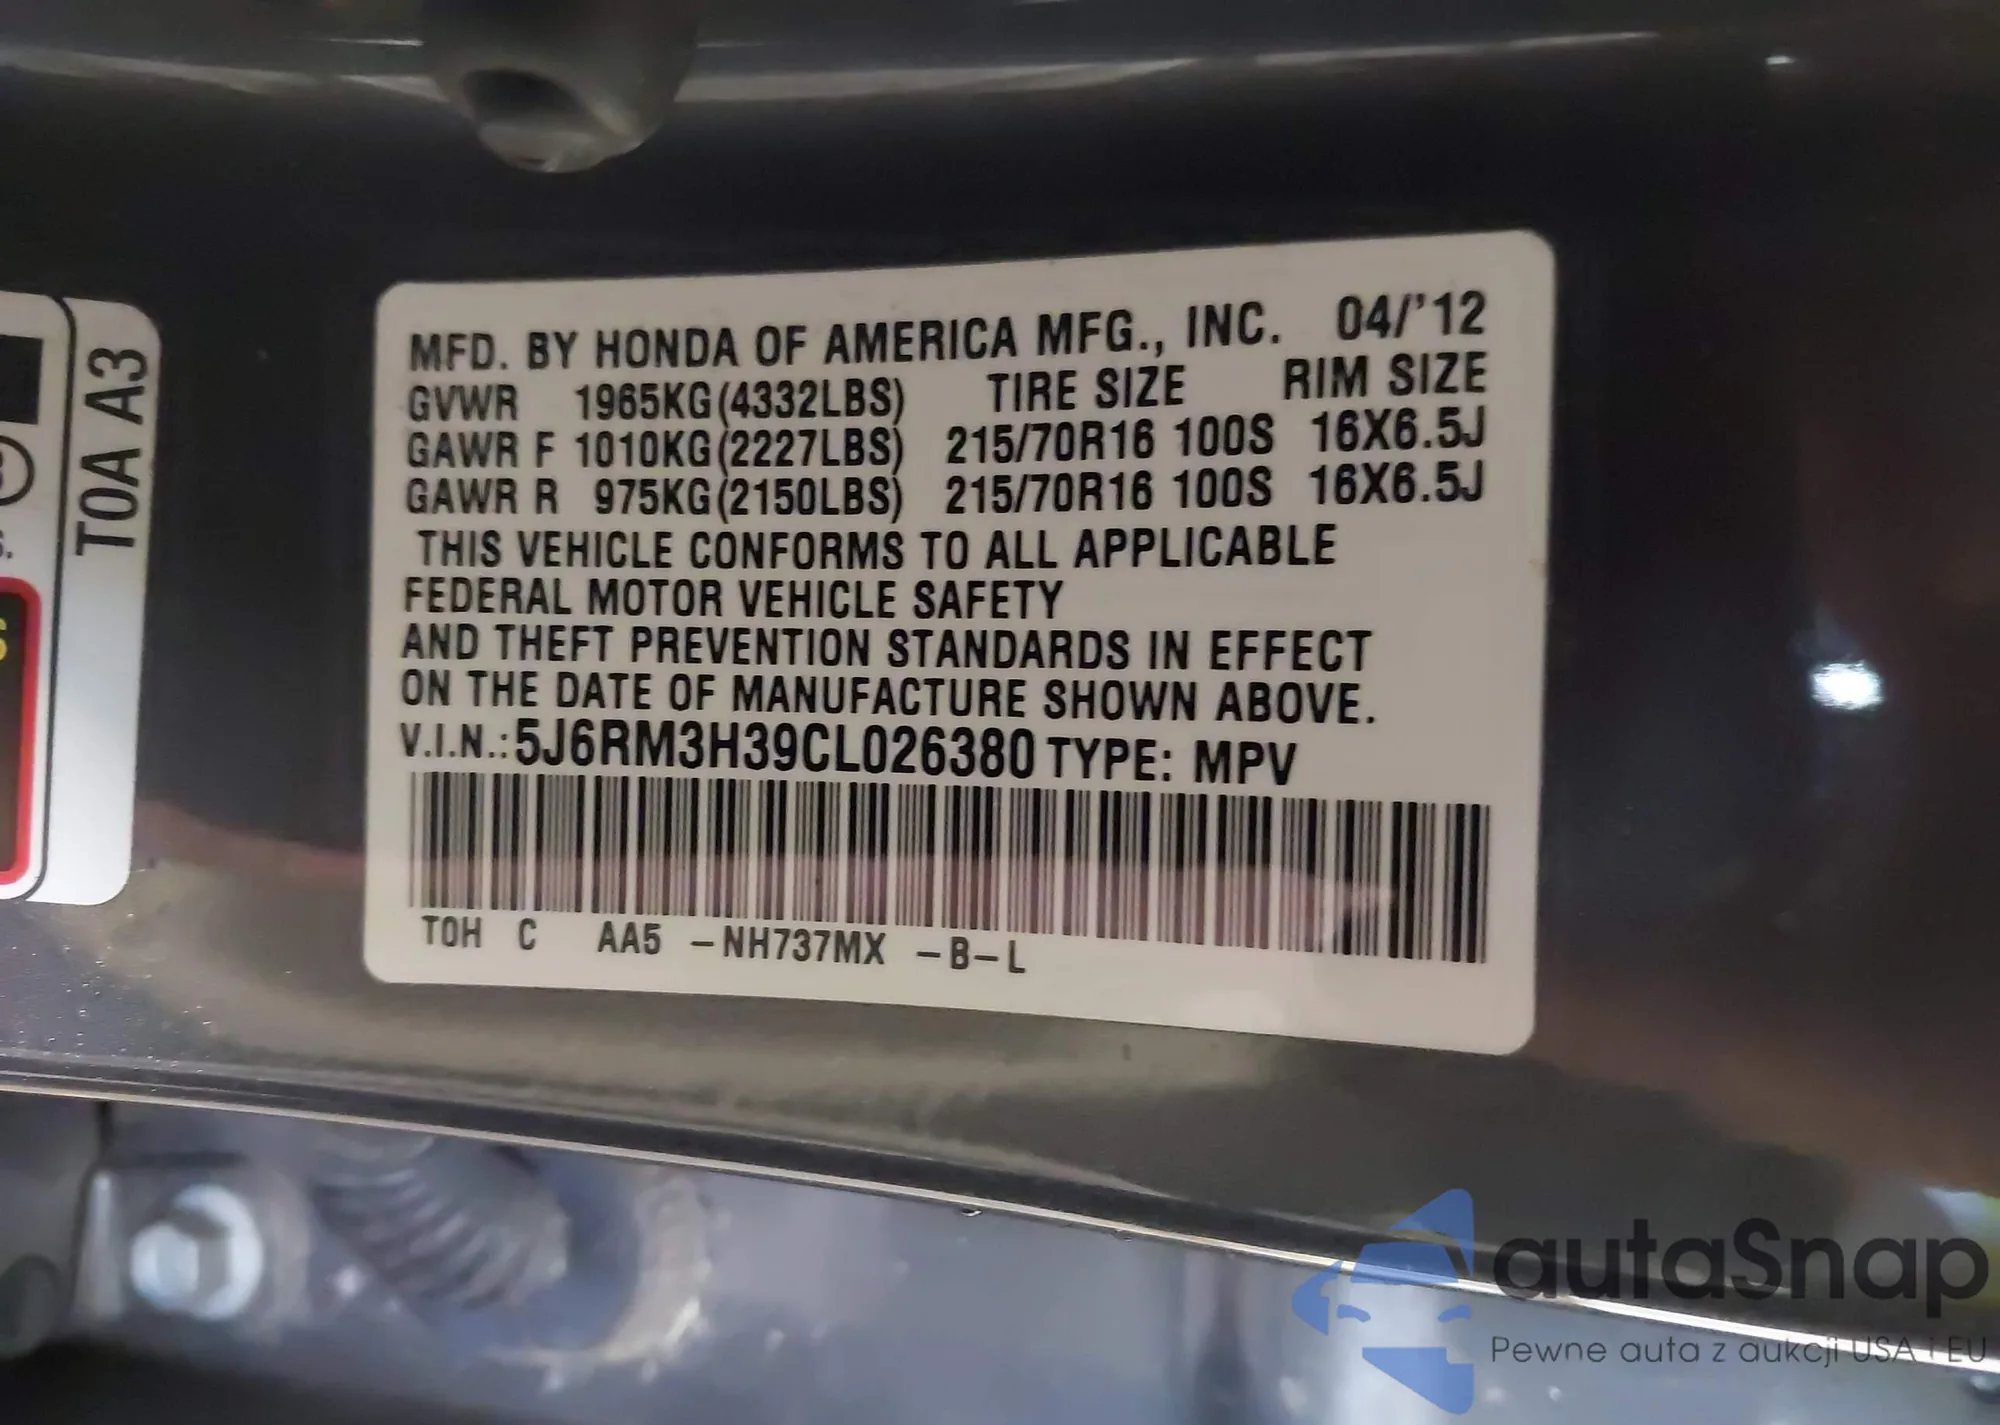 T0A A3
MFD. BY HONDA OF AMERICA MFG., INC. 04/'12
GVWR 1965KG(4332LBS) TIRE SIZE RIM SIZE
GAWR F 1010KG(2227LBS) 215/70R16 100S 16X6.5J
GAWR R 975KG(2150LBS) 215/70R16 100S 16X6.5J
THIS VEHICLE CONFORMS TO ALL APPLICABLE
FEDERAL MOTOR VEHICLE SAFETY
AND THEFT PREVENTION STANDARDS IN EFFECT
ON THE DATE OF MANUFACTURE SHOWN ABOVE.
V.I.N.:5J6RM3H39CL026380 TYPE: MPV
T0H C AA5 -NH737MX -B-L
autaSnap
Pewne auta z aukcji USA i EU